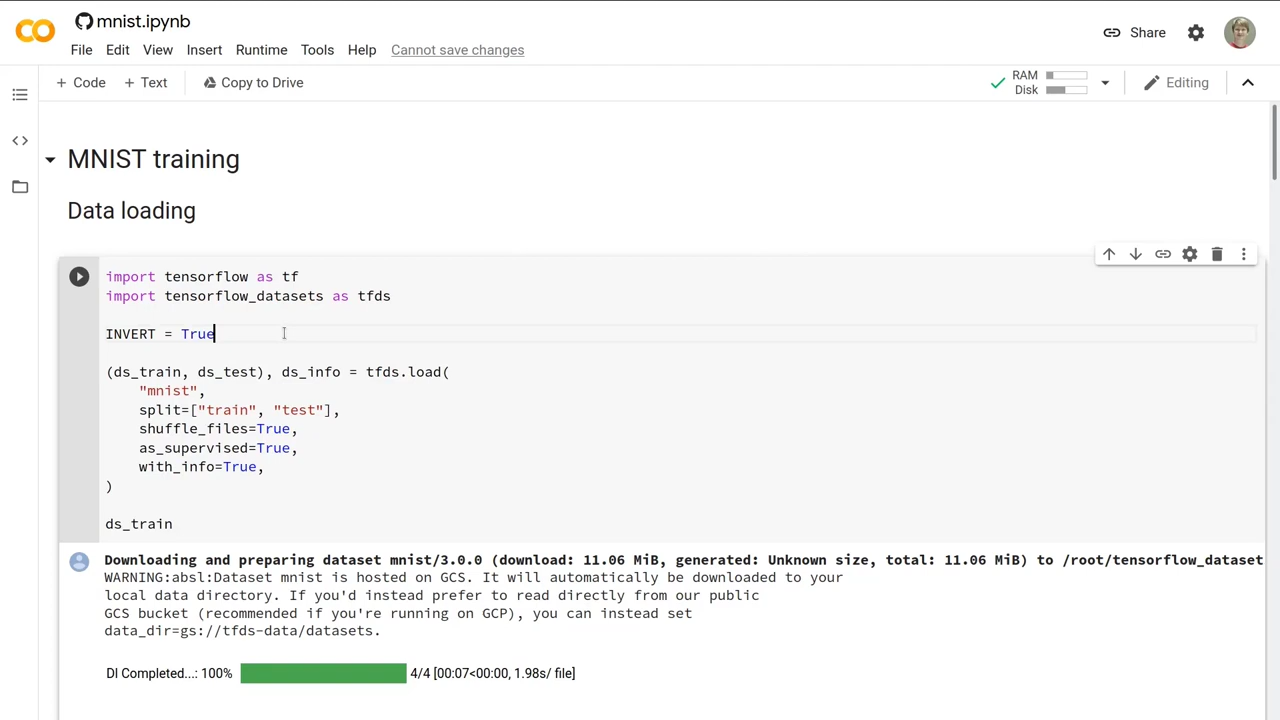 mnist.ipynb
File Edit View Insert Runtime Tools Help Cannot save changes
Share
+ Code + Text Copy to Drive
RAM
Disk
Editing
MNIST training
Data loading
import tensorflow as tf
import tensorflow_datasets as tfds
INVERT = True
(ds_train, ds_test), ds_info = tfds.load(
"mnist",
split=["train", "test"],
shuffle_files=True,
as_supervised=True,
with_info=True,
)
ds_train
Downloading and preparing dataset mnist/3.0.0 (download: 11.06 MiB, generated: Unknown size, total: 11.06 MiB) to /root/tensorflow_dataset
WARNING:absl:Dataset mnist is hosted on GCS. It will automatically be downloaded to your
local data directory. If you'd instead prefer to read directly from our public
GCS bucket (recommended if you're running on GCP), you can instead set
data_dir=gs://tfds-data/datasets.
Dl Completed...: 100% 4/4 [00:07<00:00, 1.98s/ file]